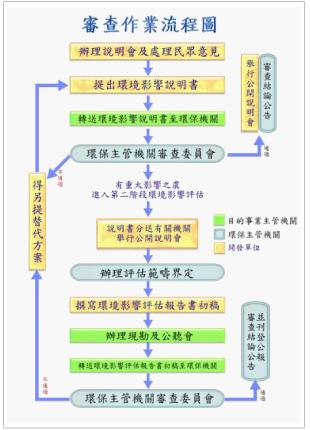 審查作業流程圖
辦理說明會及處理民眾意見
提出環境影響說明書
轉送環境影響說明書至環保機關
環保主管機關審查委員會
通過
舉行公開說明會
審查結論公告
不通過
得另提替代方案
有重大影響之虞
進入第二階段環境影響評估
說明書分送有關機關
舉行公開說明會
目的事業主管機關
環保主管機關
開發單位
辦理評估範疇界定
撰寫環境影響評估報告書初稿
辦理現勘及公聽會
轉送環境影響評估報告書初稿至環保機關
環保主管機關審查委員會
不通過
通過
審查結論公告
並刊登公報